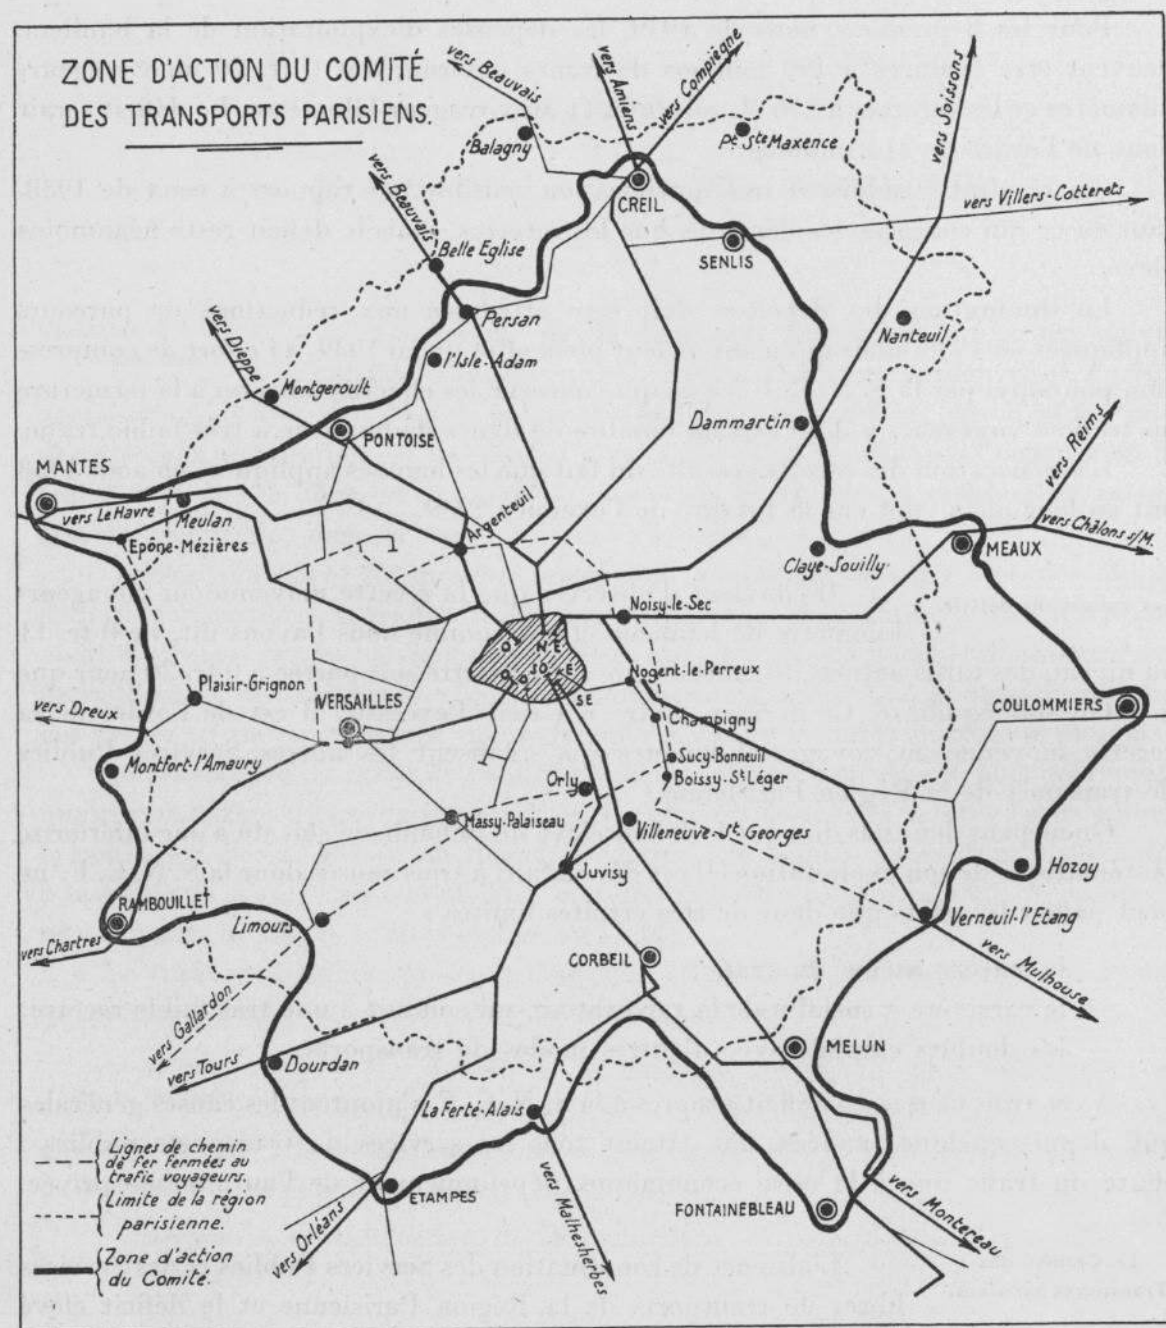 ZONE D'ACTION DU COMITÉ
DES TRANSPORTS PARISIENS.
vers Beauvais
vers Amiens
vers Compiègne
vers Soissons
Balagny
Pt. Ste Maxence
vers Beauvais
CREIL
vers Villers-Cotterets
SENLIS
Belle Eglise
Persan
Nanteuil
vers Dieppe
l'Isle-Adam
Montgeroult
PONTOISE
Dammartin
vers Reims
MANTES
vers Le Havre
Meulan
Argenteuil
vers Châlons s/M.
Epône-Mézières
MEAUX
Claye-Souilly
Noisy-le-Sec
O
N
E
O
SO
E
E
O
O
S
E
SE
Nogent-le-Perreux
Plaisir-Grignon
VERSAILLES
COULOMMIERS
vers Dreux
Champigny
Sucy-Bonneuil
Montfort-l'Amaury
Orly
Boissy-St Léger
Massy-Palaiseau
Villeneuve-St. Georges
Juvisy
Hozoy
RAMBOUILLET
Limours
Verneuil-l'Etang
vers Chartres
CORBEIL
vers Mulhouse
vers Gallardon
MELUN
vers Tours
Dourdan
La Ferté-Alais
Lignes de chemin
de fer fermées au
trafic voyageurs.
Limite de la région
parisienne.
Zone d'action
du Comité.
ETAMPES
vers Orléans
vers Malhesherbes
FONTAINEBLEAU
vers Montereau